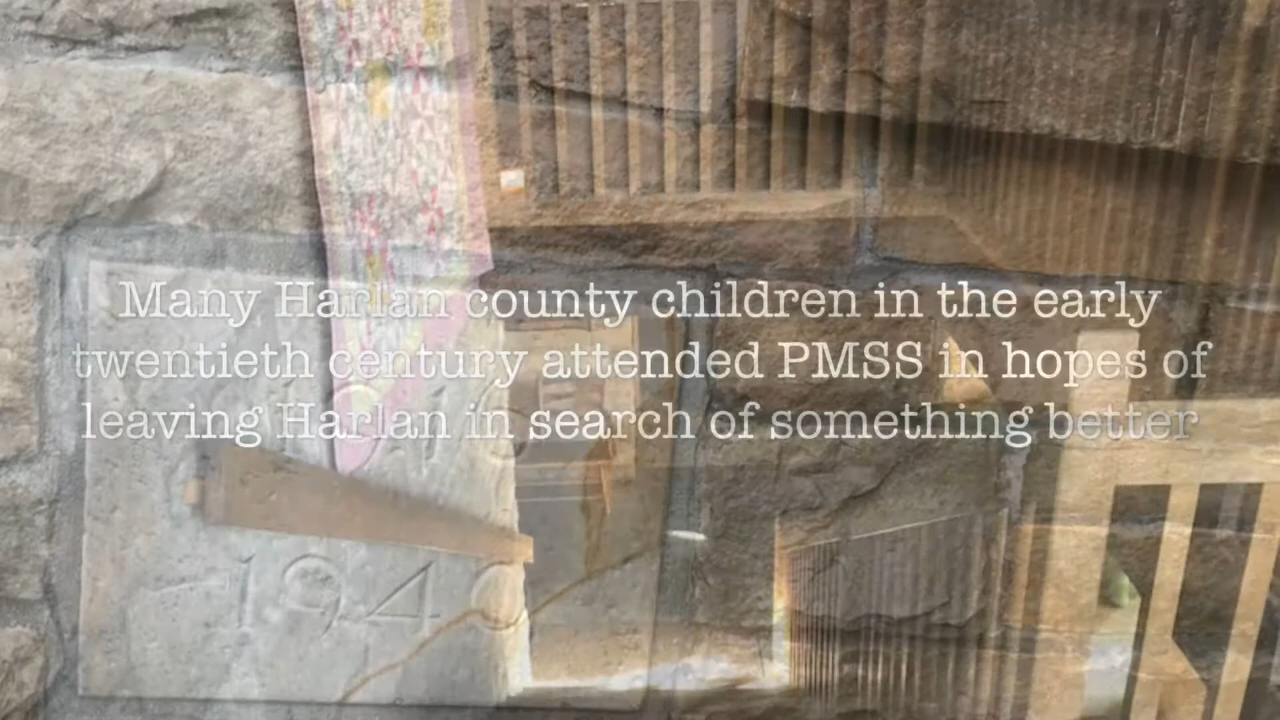 Many Harlan county children in the early
twentieth century attended PMSS in hopes of
leaving Harlan in search of something better
1940